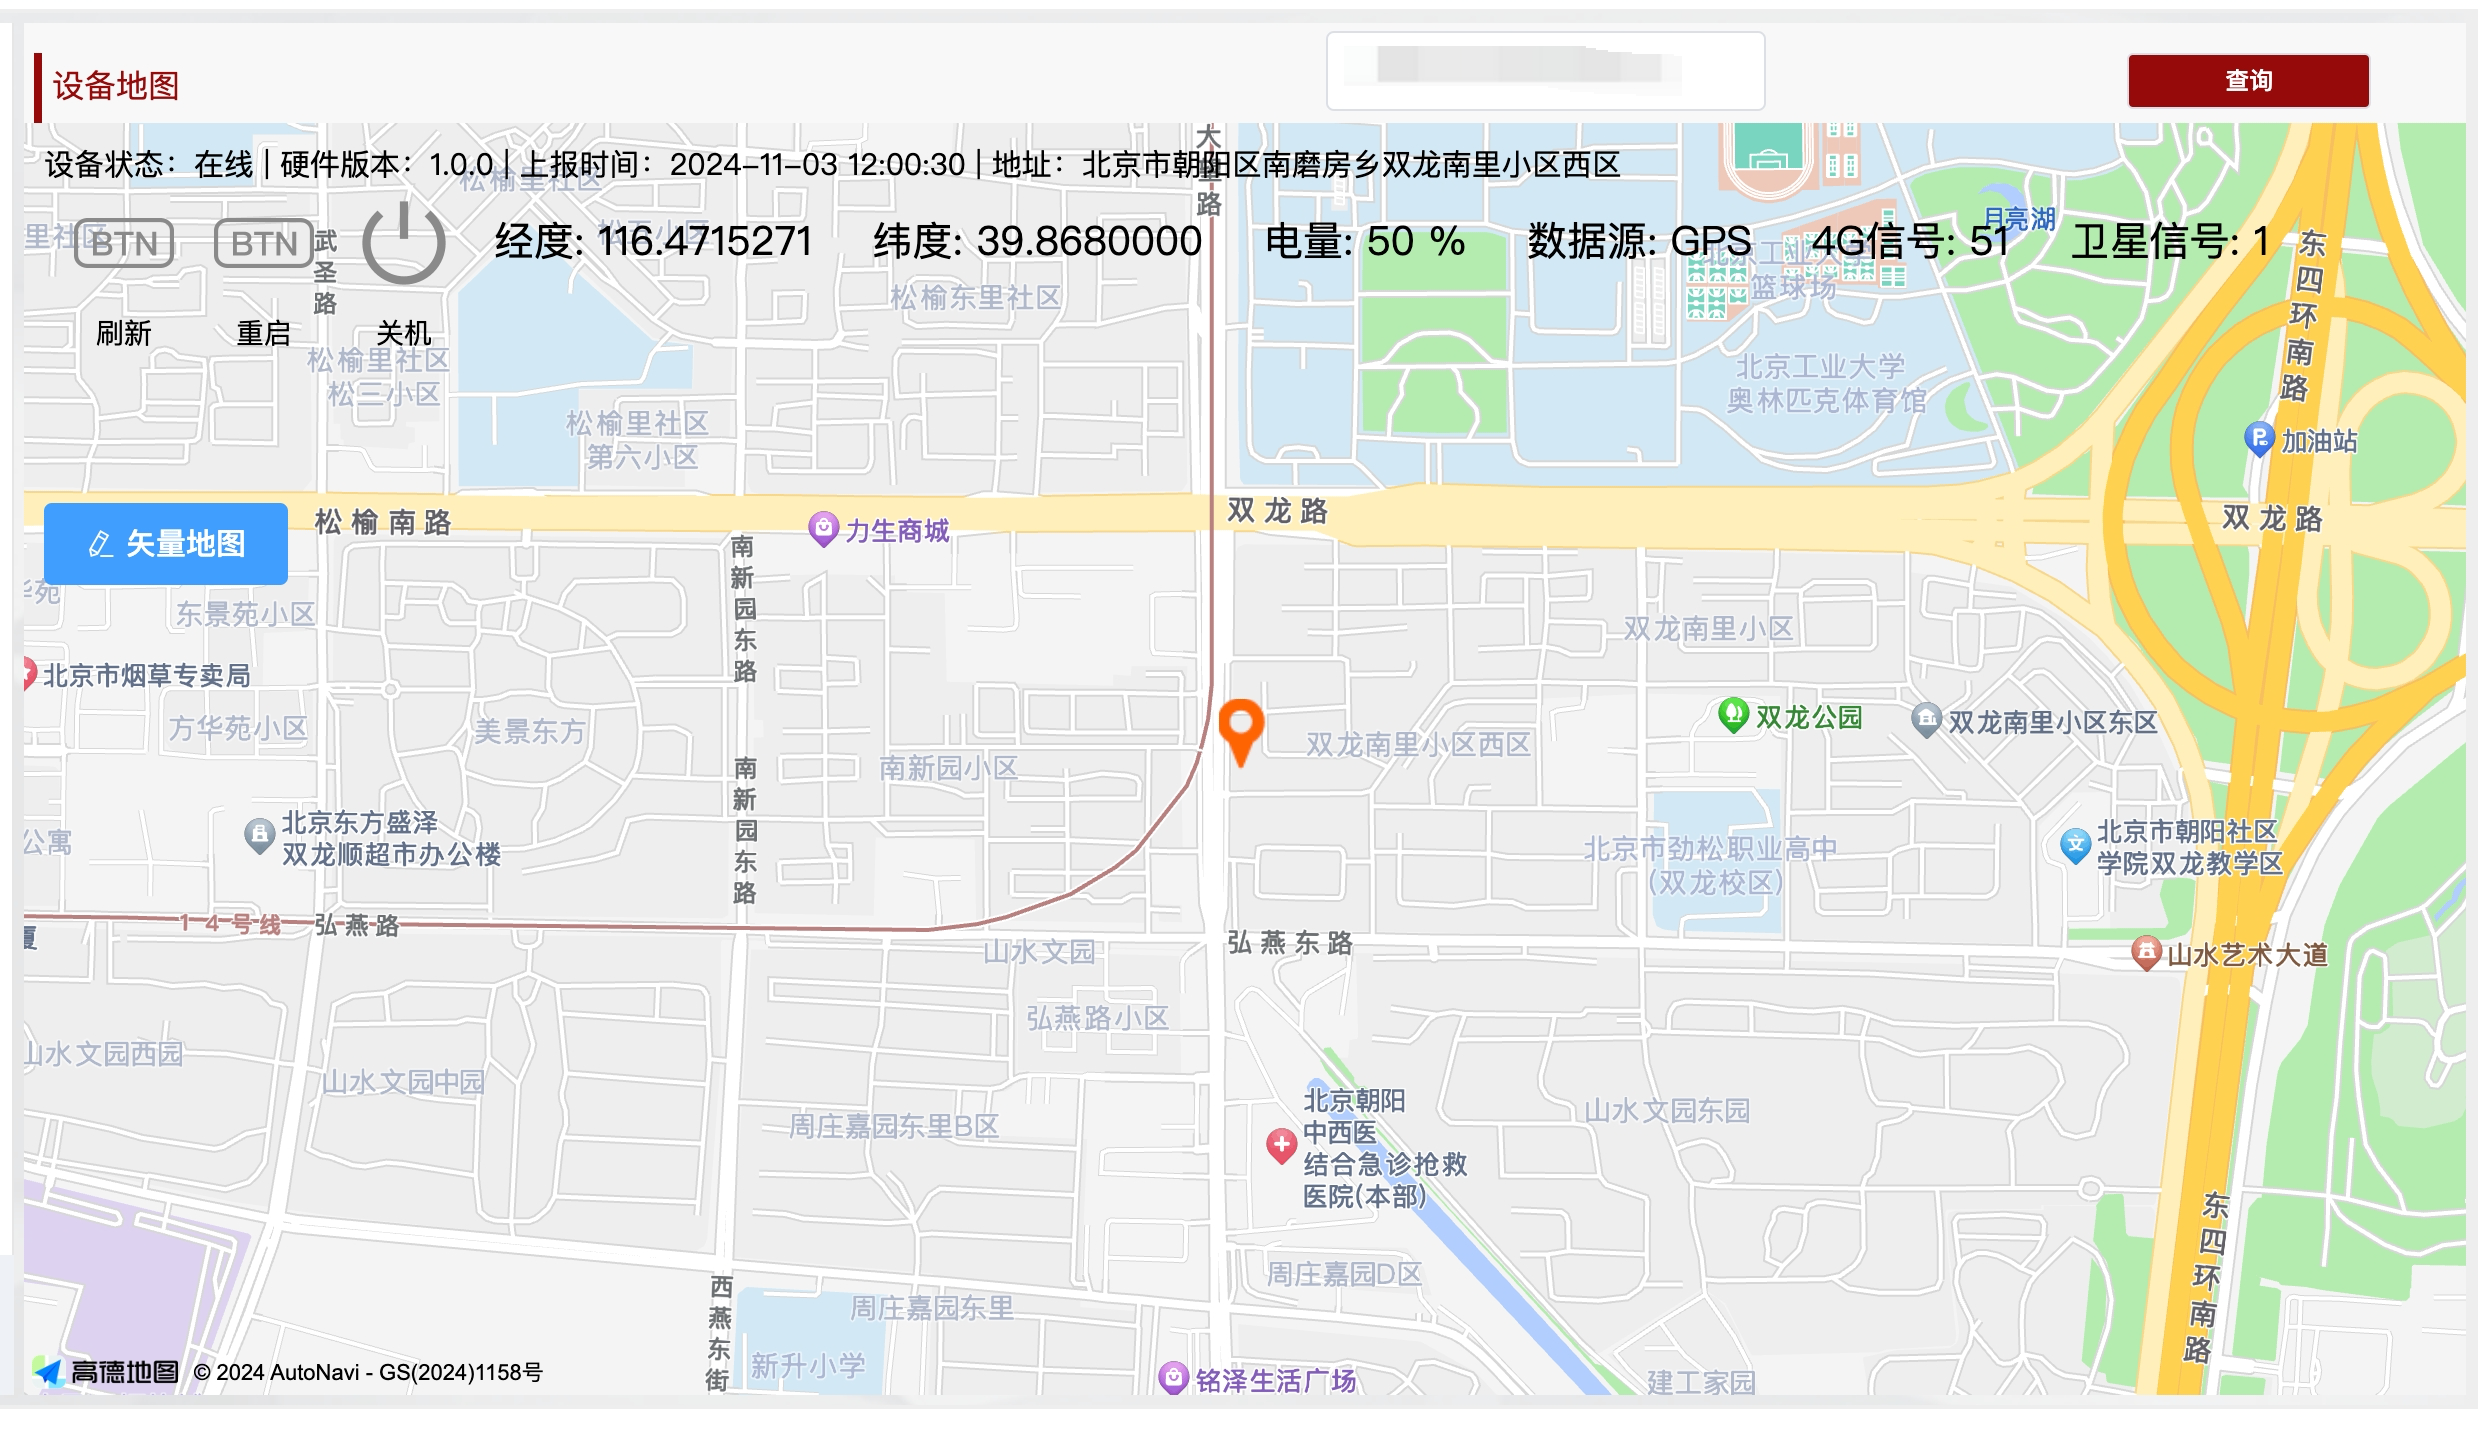 设备地图
查询
设备状态：在线 | 硬件版本：1.0.0 | 上报时间：2024-11-03 12:00:30 | 地址：北京市朝阳区南磨房乡双龙南里小区西区
大望路
松榆里社区
BTN
BTN
武圣路
经度: 116.4715271
纬度: 39.8680000
电量: 50 %
数据源: GPS
4G信号: 51
卫星信号: 1
月亮湖
北京工业大学
篮球场
东四环南路
松榆东里社区
刷新
重启
关机
松榆里社区
松三小区
北京工业大学
奥林匹克体育馆
松榆里社区
第六小区
加油站
松榆南路
双龙路
双龙路
力生商城
矢量地图
南新园东路
东景苑小区
双龙南里小区
北京市烟草专卖局
方华苑小区
美景东方
南新园小区
双龙南里小区西区
双龙公园
双龙南里小区东区
南新园东路
公寓
北京东方盛泽
双龙顺超市办公楼
北京市劲松职业高中
(双龙校区)
北京市朝阳社区
学院双龙教学区
14号线
弘燕路
厦
山水文园
弘燕东路
山水艺术大道
弘燕路小区
山水文园西园
山水文园中园
周庄嘉园东里B区
北京朝阳
中西医
结合急诊抢救
医院(本部)
山水文园东园
东四环南路
西燕东街
周庄嘉园东里
周庄嘉园D区
新升小学
铭泽生活广场
建工家园
高德地图 © 2024 AutoNavi - GS(2024)1158号